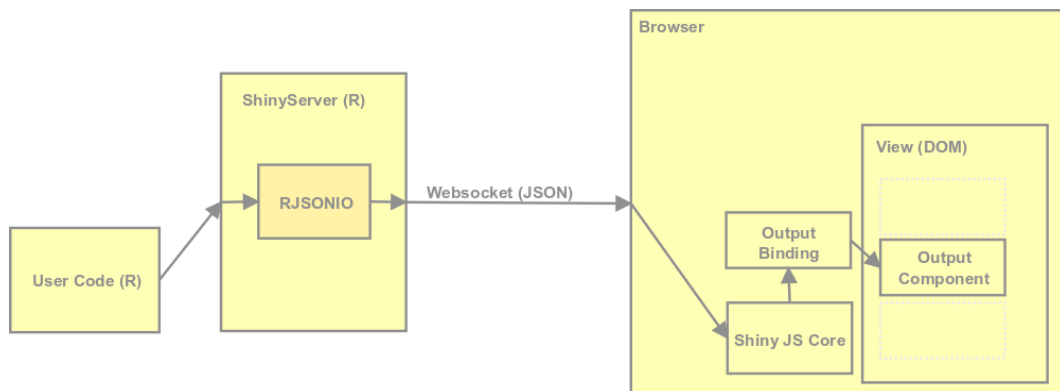 Browser
ShinyServer (R)
View (DOM)
Websocket (JSON)
RJSONIO
Output
Binding
Output
Component
User Code (R)
Shiny JS Core